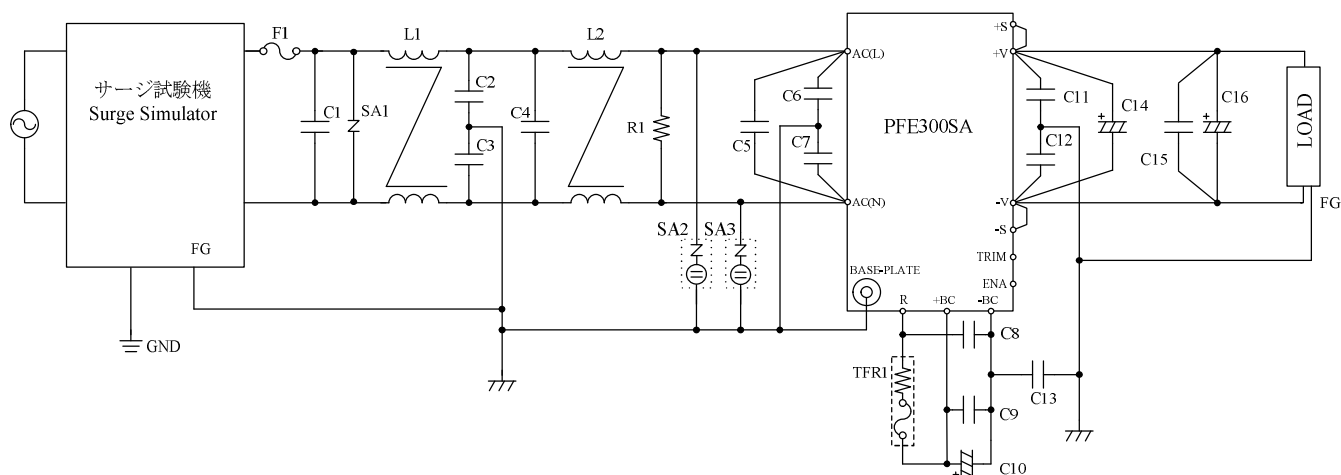 サージ試験機
Surge Simulator
FG
GND
F1
C1
SA1
L1
C2
C3
C4
L2
R1
SA2
SA3
C5
C6
C7
AC(L)
AC(N)
PFE300SA
BASE-PLATE
R
+BC
-BC
+S
+V
-V
-S
TRIM
ENA
C8
TFR1
C9
C10
+
C13
C11
C12
C14
+
C15
C16
+
LOAD
FG